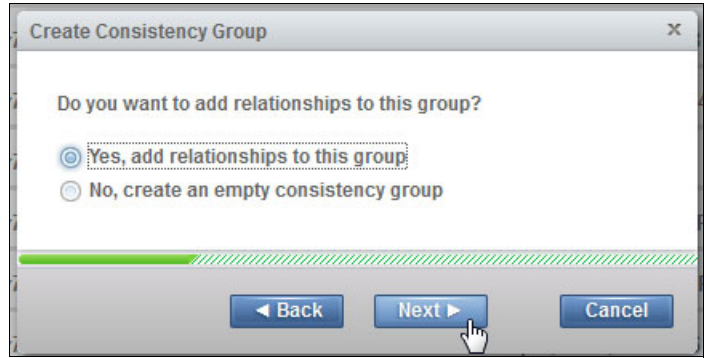 Create Consistency Group x
Do you want to add relationships to this group?
Yes, add relationships to this group
No, create an empty consistency group
◄ Back Next ► Cancel